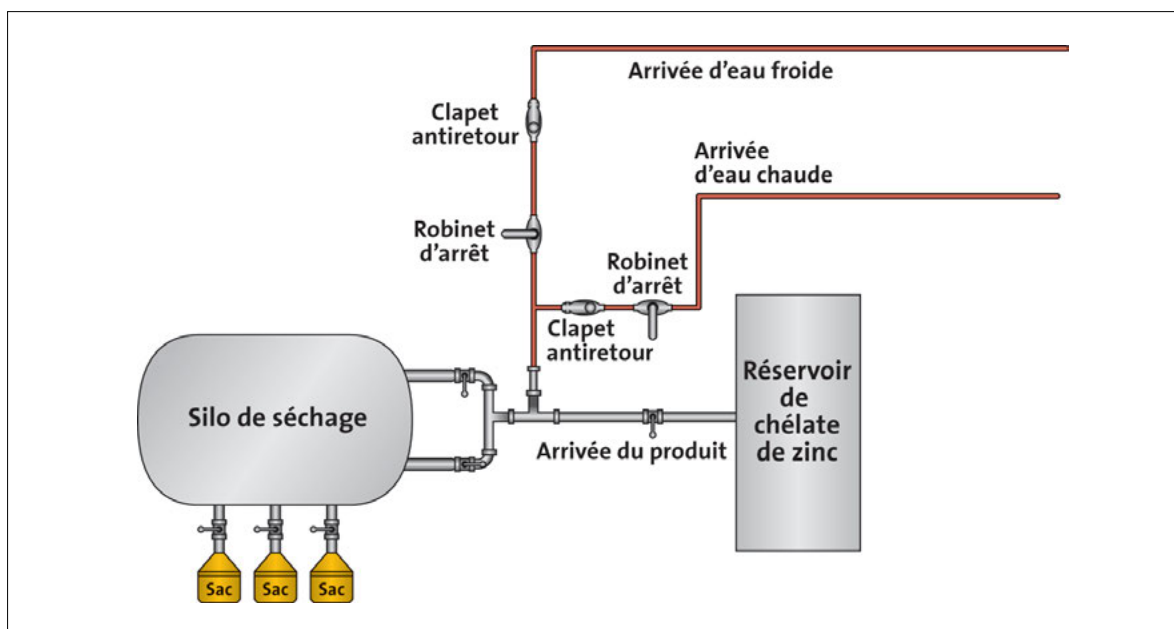 Arrivée d'eau froide
Clapet
antiretour
Arrivée
d'eau chaude
Robinet
d'arrêt
Robinet
d'arrêt
Clapet
antiretour
Réservoir
de
chélate
de zinc
Silo de séchage
Arrivée du produit
Sac
Sac
Sac